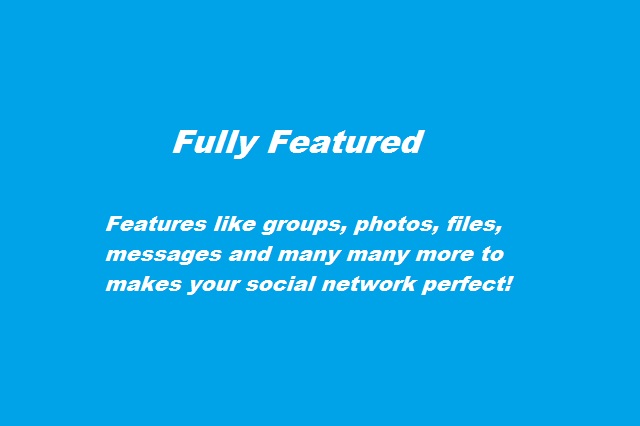 Fully Featured
Features like groups, photos, files,
messages and many many more to
makes your social network perfect!